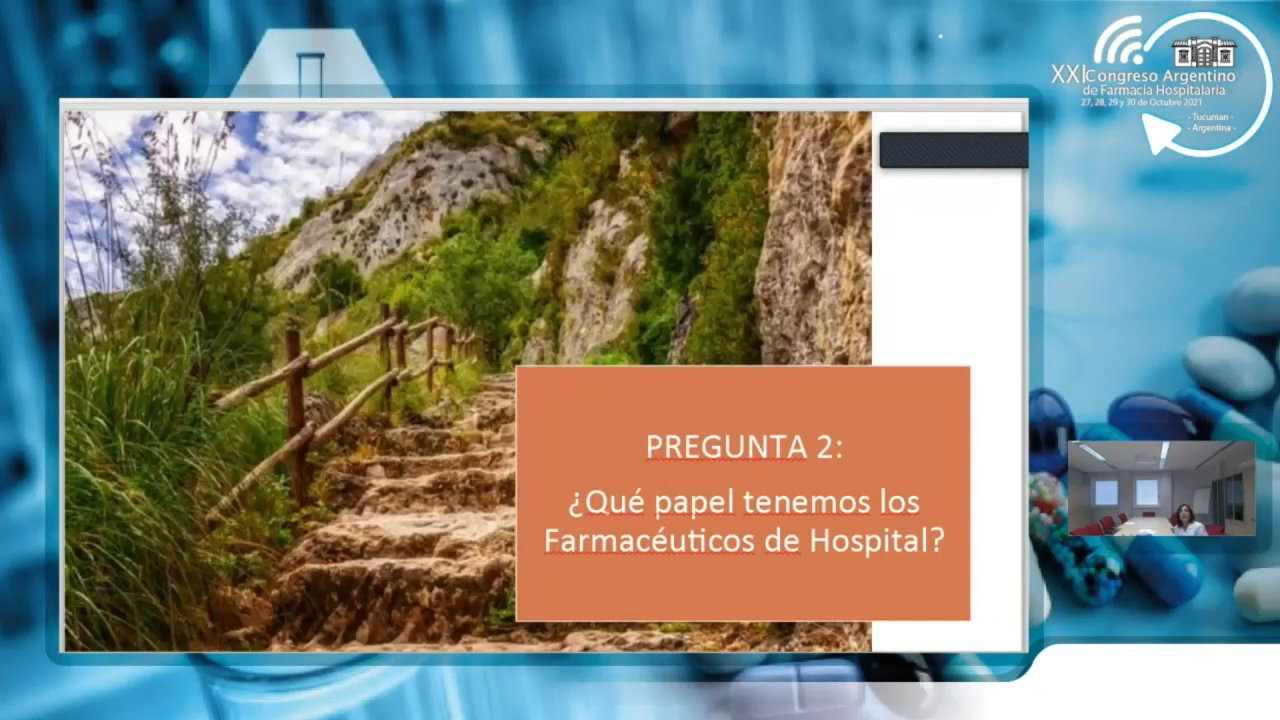 XXI Congreso Argentino
de Farmacia Hospitalaria
27, 28, 29 y 30 de Octubre 2021
- Tucuman -
- Argentina -
PREGUNTA 2:
¿Qué papel tenemos los
Farmacéuticos de Hospital?